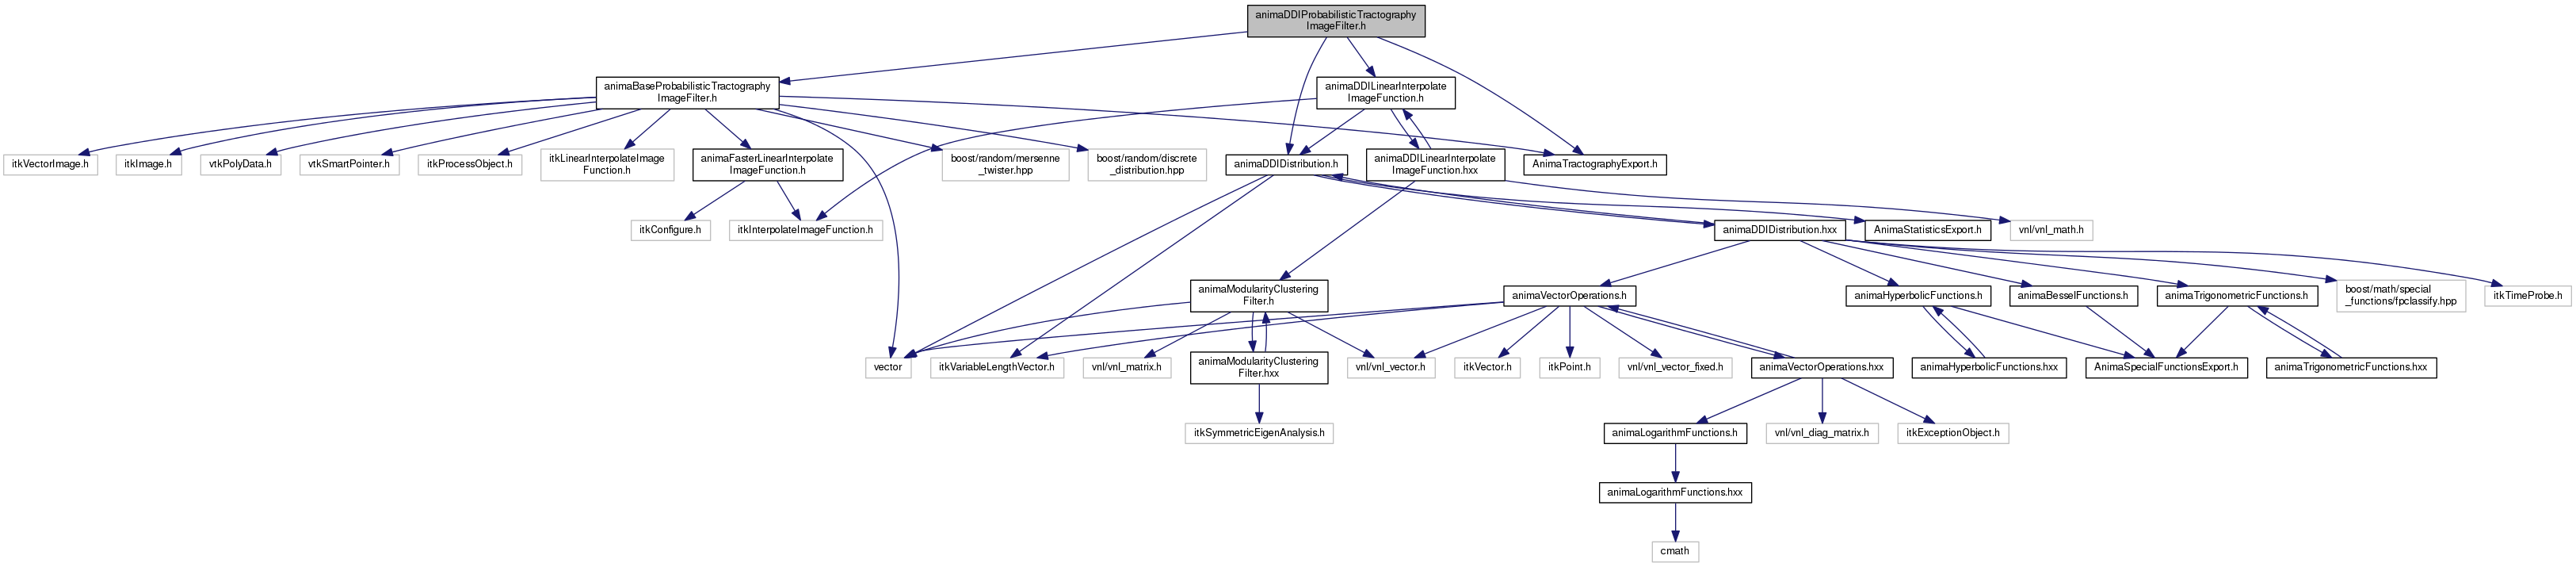 animaDDIProbabilisticTractography
ImageFilter.h
animaBaseProbabilisticTractography
ImageFilter.h
animaDDILinearInterpolate
ImageFunction.h
itkVectorImage.h
itkImage.h
vtkPolyData.h
vtkSmartPointer.h
itkProcessObject.h
itkLinearInterpolateImage
Function.h
animaFasterLinearInterpolate
ImageFunction.h
boost/random/mersenne
_twister.hpp
boost/random/discrete
_distribution.hpp
animaDDIDistribution.h
animaDDILinearInterpolate
ImageFunction.hxx
AnimaTractographyExport.h
itkConfigure.h
itkInterpolateImageFunction.h
animaDDIDistribution.hxx
AnimaStatisticsExport.h
vnl/vnl_math.h
animaModularityClustering
Filter.h
animaVectorOperations.h
animaHyperbolicFunctions.h
animaBesselFunctions.h
animaTrigonometricFunctions.h
boost/math/special
_functions/fpclassify.hpp
itkTimeProbe.h
vector
itkVariableLengthVector.h
vnl/vnl_matrix.h
animaModularityClustering
Filter.hxx
vnl/vnl_vector.h
itkVector.h
itkPoint.h
vnl/vnl_vector_fixed.h
animaVectorOperations.hxx
animaHyperbolicFunctions.hxx
AnimaSpecialFunctionsExport.h
animaTrigonometricFunctions.hxx
itkSymmetricEigenAnalysis.h
animaLogarithmFunctions.h
vnl/vnl_diag_matrix.h
itkExceptionObject.h
animaLogarithmFunctions.hxx
cmath